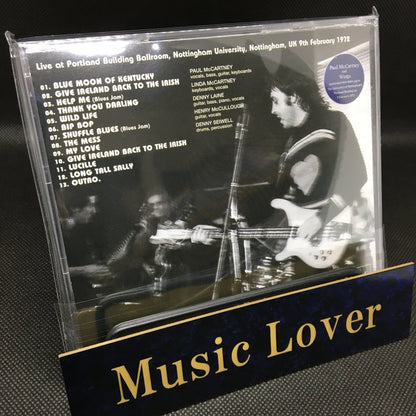 Live at Portland Building Ballroom, Nottingham University, Nottingham, UK 9th February 1972
01. BLUE MOON OF KENTUCKY
02. GIVE IRELAND BACK TO THE IRISH
03. HELP ME (Blues Jam)
04. THANK YOU DARLING
05. WILD LIFE
06. BIP BOP
07. SHUFFLE BLUES (Blues Jam)
08. THE MESS
09. MY LOVE
10. GIVE IRELAND BACK TO THE IRISH
11. LUCILLE
12. LONG TALL SALLY
13. OUTRO.
PAUL McCARTNEY
vocals, bass, guitar, keyboards
LINDA McCARTNEY
keyboards, vocals
DENNY LAINE
guitar, bass, piano, vocals
HENRY McCULLOUGH
guitar, vocals
DENNY SEIWELL
drums, percussion
Paul McCartney
and
Wings
Music Lover